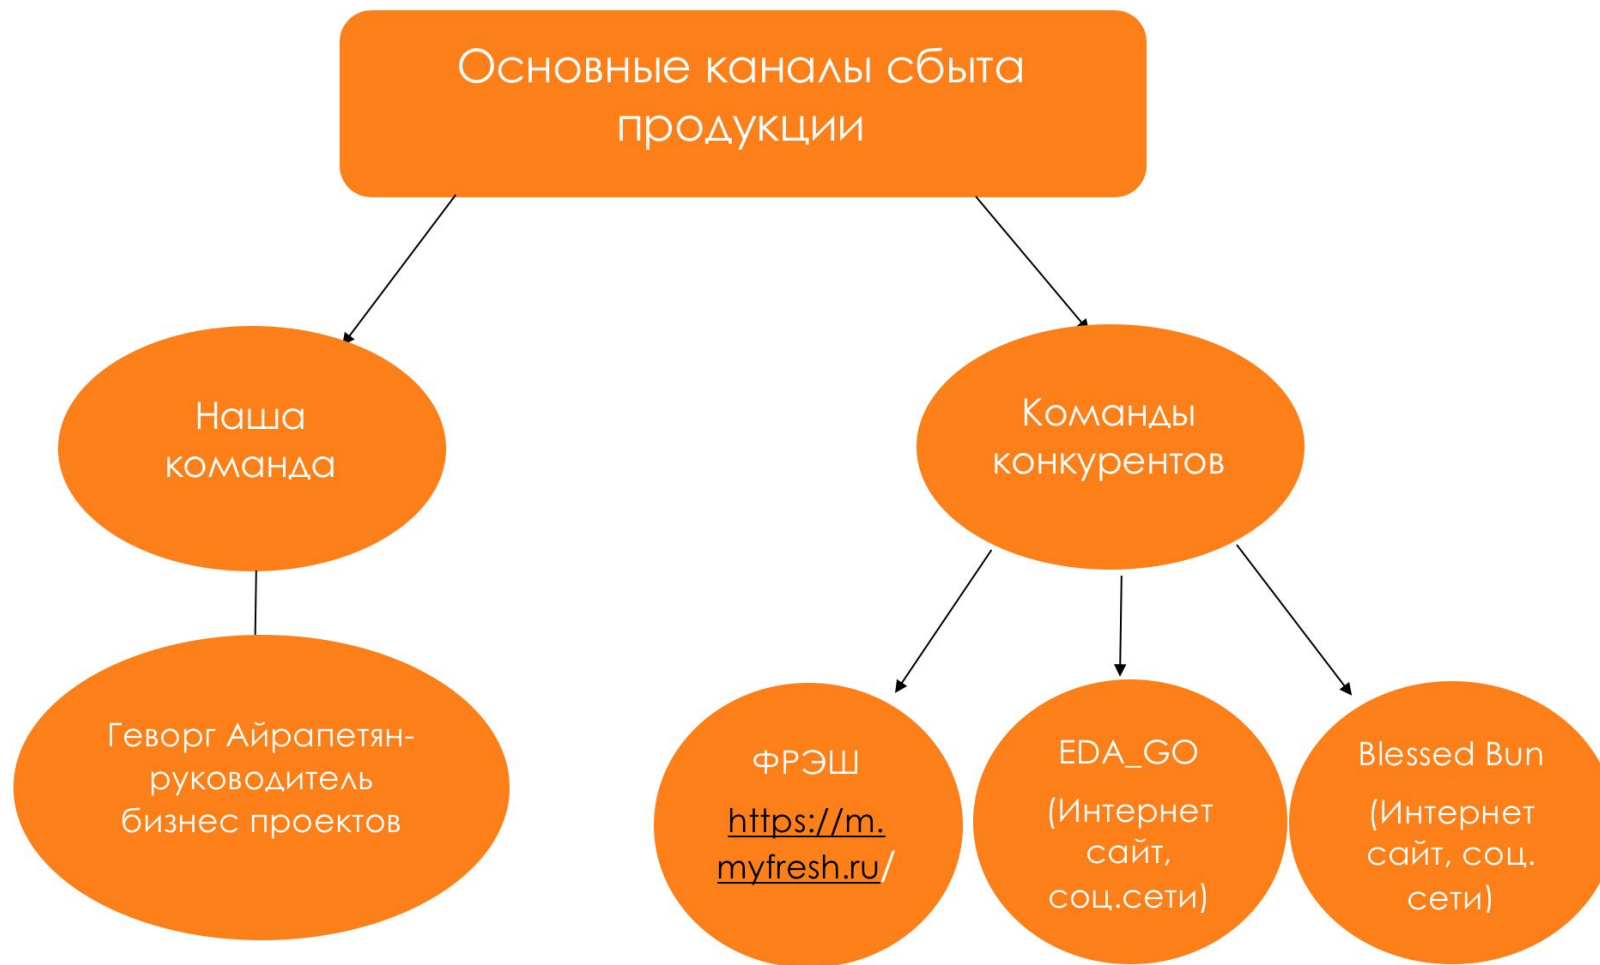 Основные каналы сбыта
продукции
Наша
команда
Команды
конкурентов
Геворг Айрапетян-
руководитель
бизнес проектов
ФРЭШ
https://m.
myfresh.ru/
EDA_GO
(Интернет
сайт,
соц.сети)
Blessed Bun
(Интернет
сайт, соц.
сети)